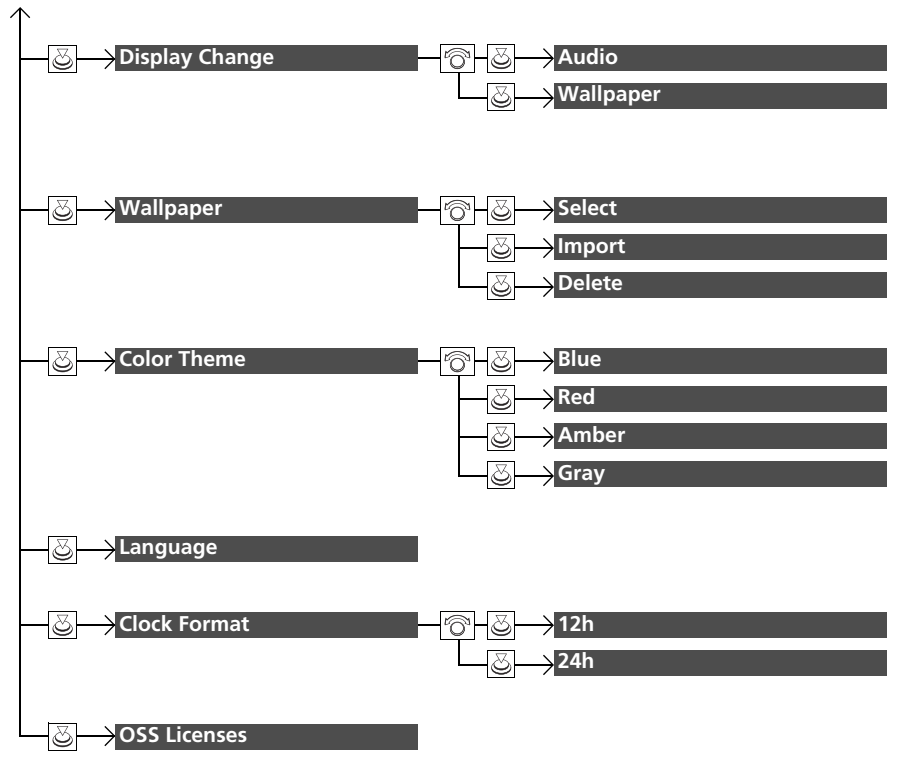 Display Change
Audio
Wallpaper
Wallpaper
Select
Import
Delete
Color Theme
Blue
Red
Amber
Gray
Language
Clock Format
12h
24h
OSS Licenses